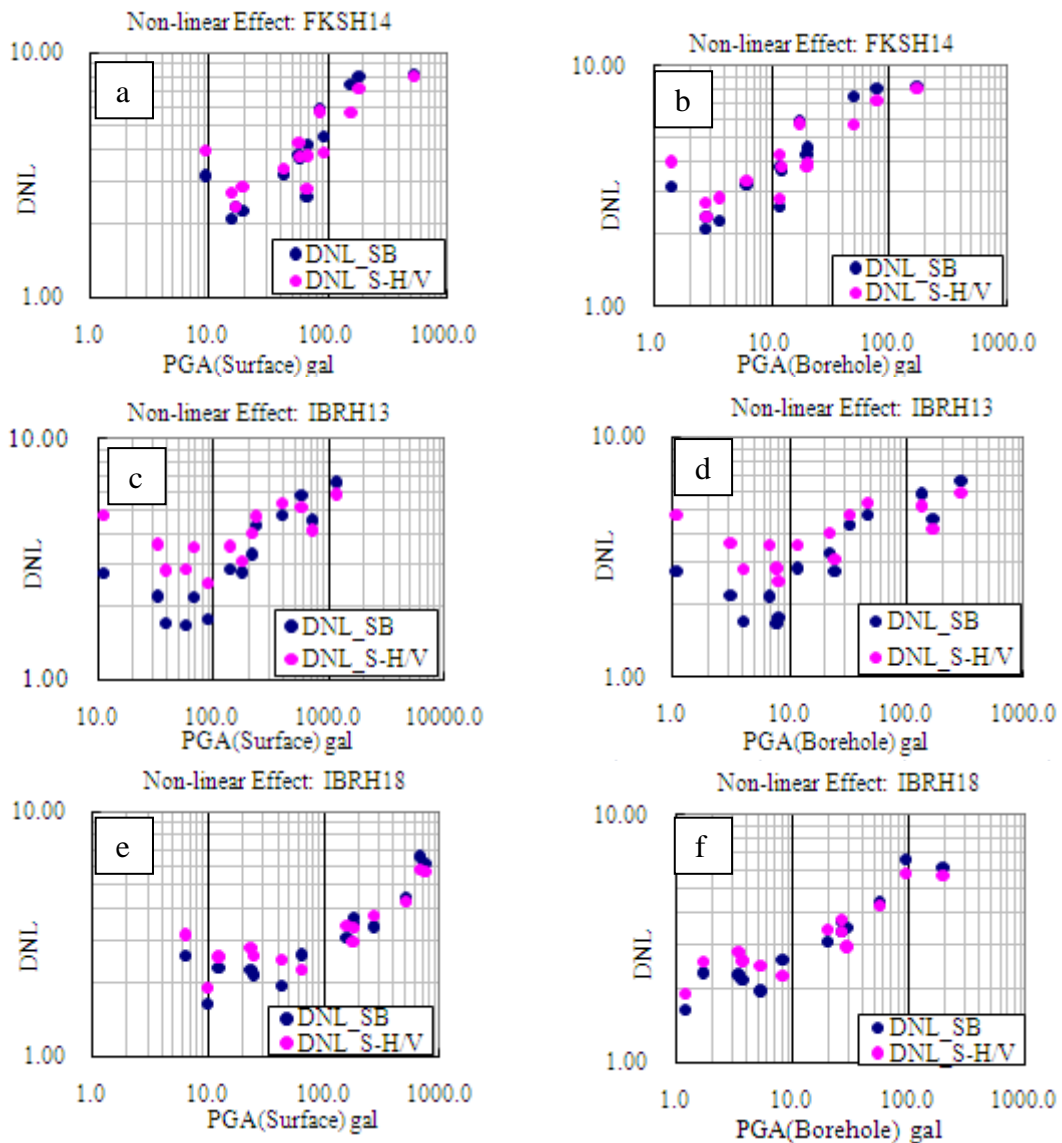 Non-linear Effect: FKSH14
10.00
a
DNL
DNL_SB
DNL_S-H/V
1.00
1.0 10.0 100.0 1000.0
PGA(Surface) gal
Non-linear Effect: FKSH14
10.00
b
DNL
DNL_SB
DNL_S-H/V
1.00
1.0 10.0 100.0 1000.0
PGA(Borehole) gal
Non-linear Effect: IBRH13
10.00
c
DNL
DNL_SB
DNL_S-H/V
1.00
10.0 100.0 1000.0 10000.0
PGA(Surface) gal
Non-linear Effect: IBRH13
10.00
d
DNL
DNL_SB
DNL_S-H/V
1.00
1.0 10.0 100.0 1000.0
PGA(Borehole) gal
Non-linear Effect: IBRH18
10.00
e
DNL
DNL_SB
DNL_S-H/V
1.00
1.0 10.0 100.0 1000.0
PGA(Surface) gal
Non-linear Effect: IBRH18
10.00
f
DNL
DNL_SB
DNL_S-H/V
1.00
1.0 10.0 100.0 1000.0
PGA(Borehole) gal